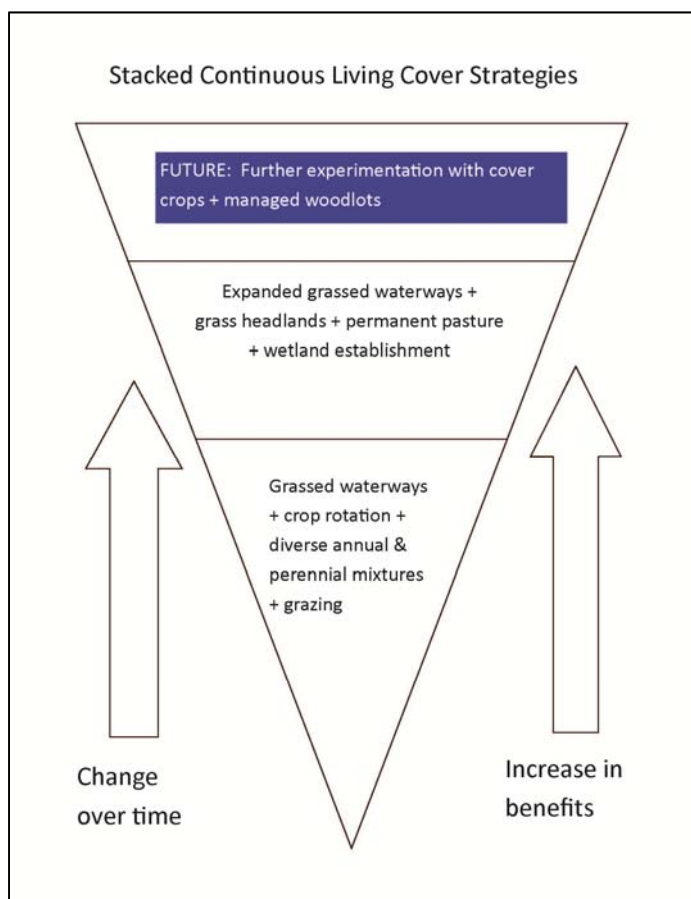 Stacked Continuous Living Cover Strategies
FUTURE:  Further experimentation with cover
crops + managed woodlots
Expanded grassed waterways +
grass headlands + permanent pasture
+ wetland establishment
Grassed waterways
+ crop rotation +
diverse annual &
perennial mixtures
+ grazing
Change
over time
Increase in
benefits